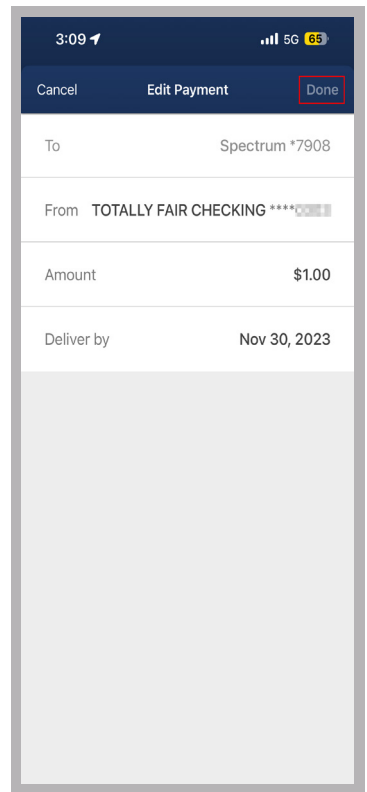 3:09 5G 65
Cancel Edit Payment Done
To Spectrum *7908
From TOTALLY FAIR CHECKING ****
Amount $1.00
Deliver by Nov 30, 2023